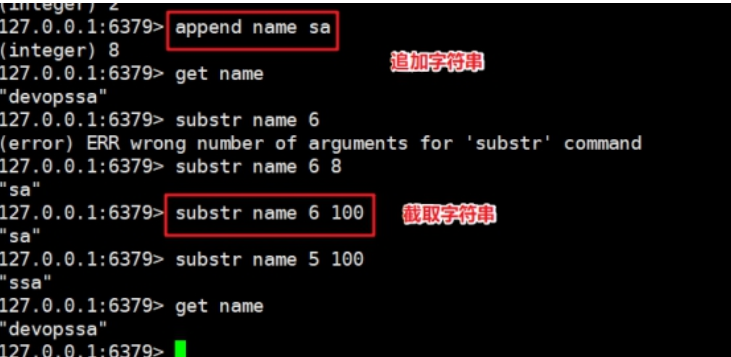 (integer) 2
127.0.0.1:6379> append name sa
(integer) 8
追加字符串
127.0.0.1:6379> get name
"devopssa"
127.0.0.1:6379> substr name 6
(error) ERR wrong number of arguments for 'substr' command
127.0.0.1:6379> substr name 6 8
"sa"
127.0.0.1:6379> substr name 6 100
截取字符串
"sa"
127.0.0.1:6379> substr name 5 100
"ssa"
127.0.0.1:6379> get name
"devopssa"
127.0.0.1:6379>